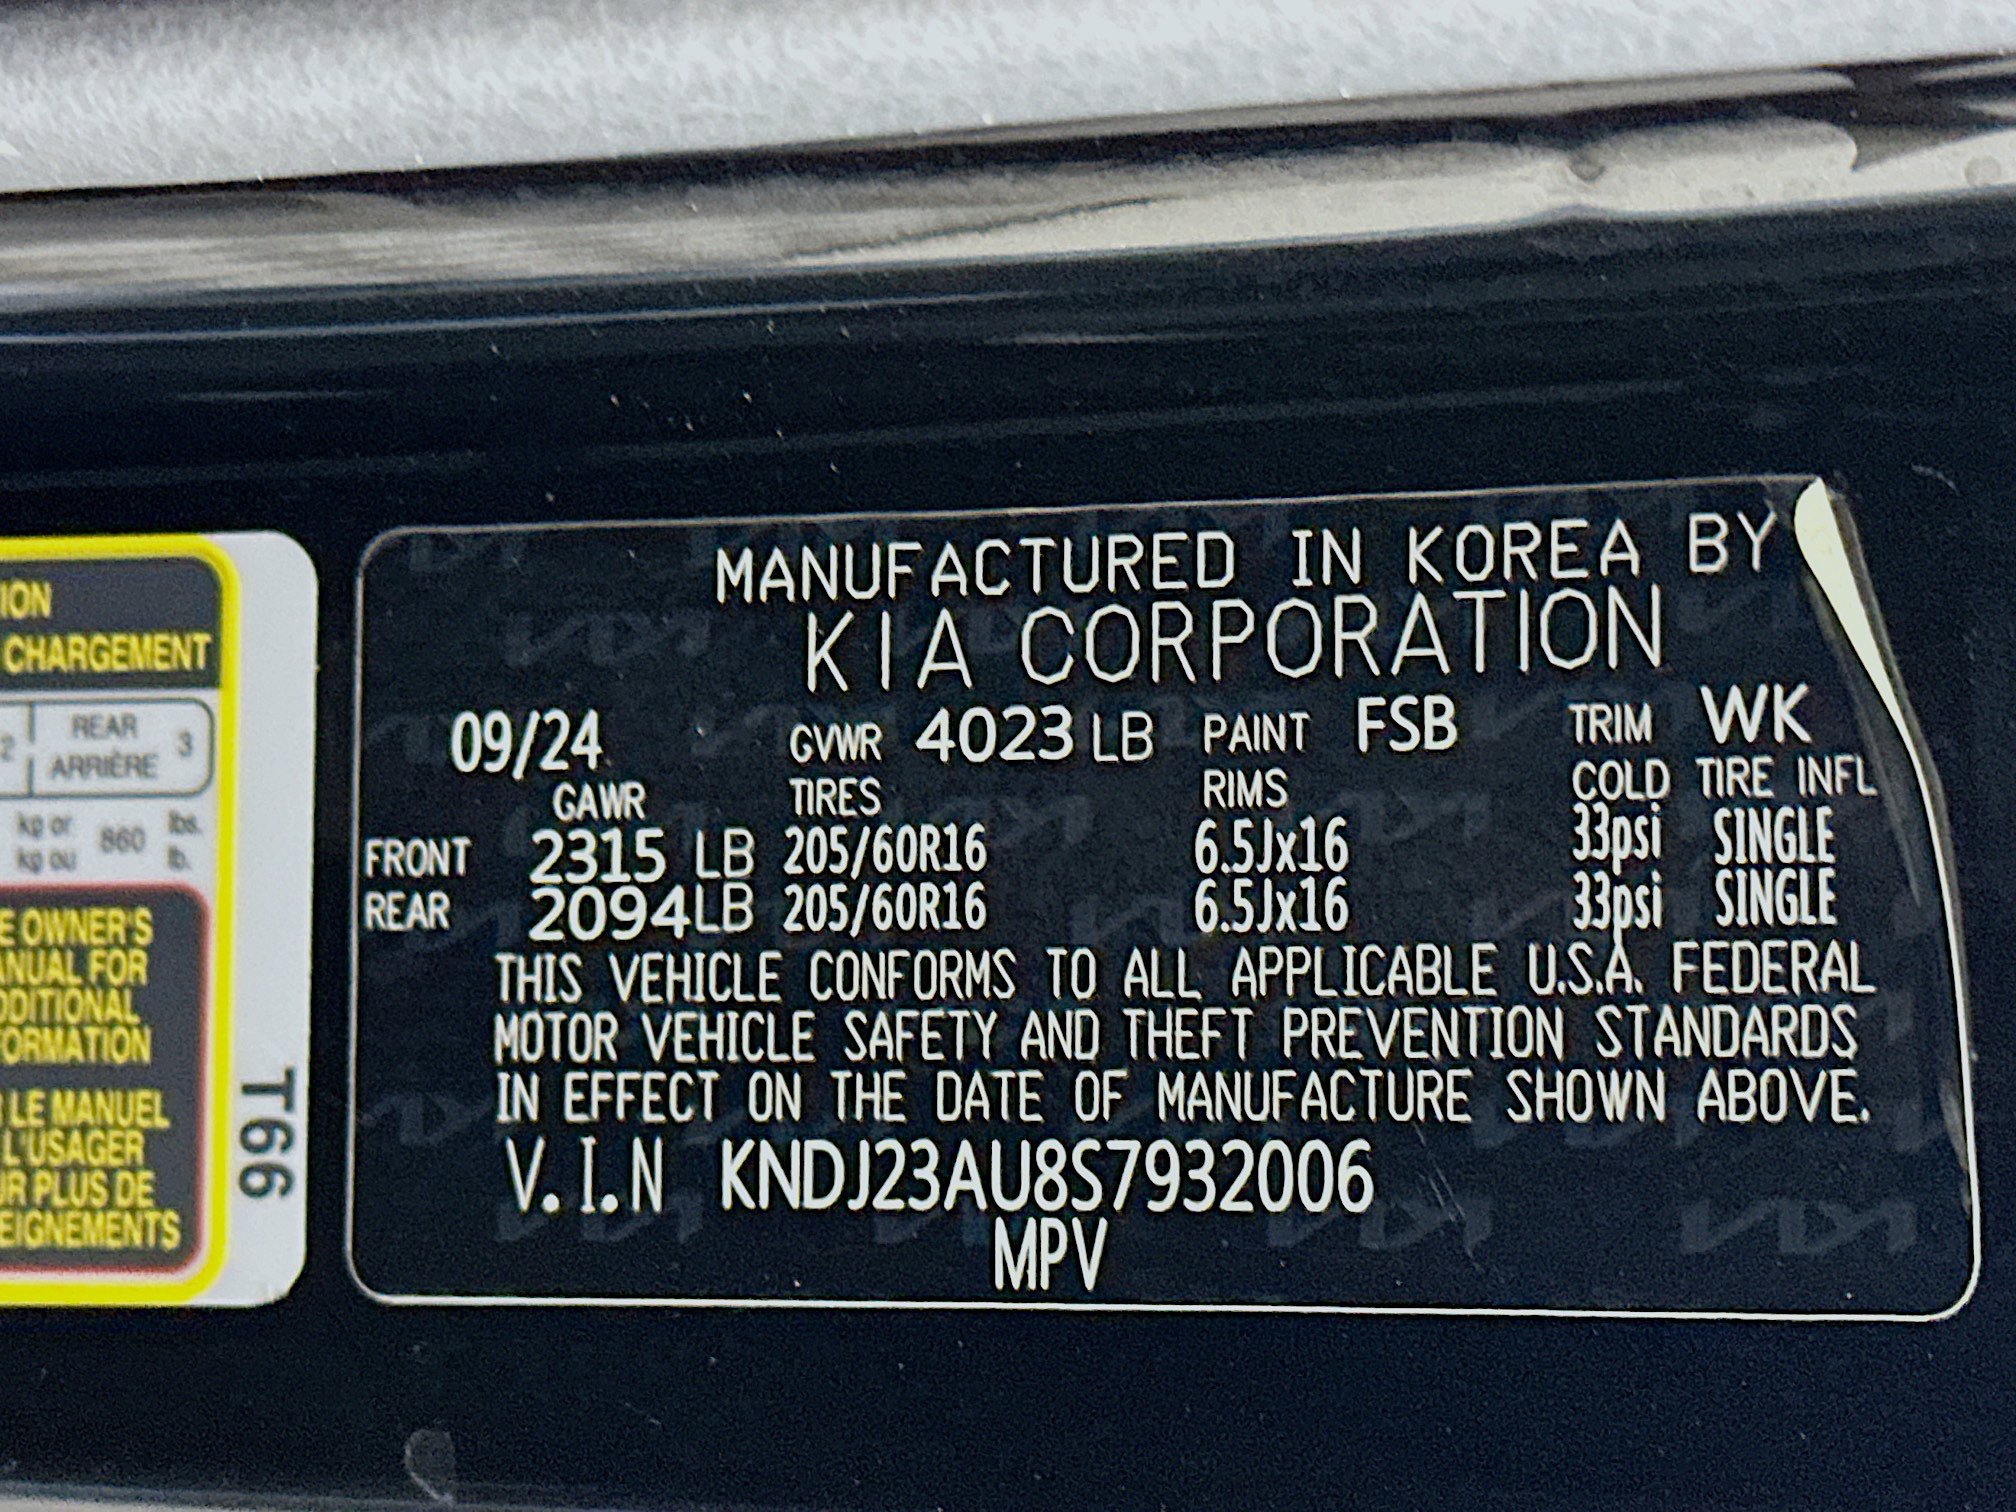 ION
CHARGEMENT
2 REAR 3
ARRIÈRE
kg or 860 lbs.
kg ou lb.
E OWNER'S
ANUAL FOR
DDITIONAL
FORMATION
LE MANUEL
L'USAGER
UR PLUS DE
EIGNEMENTS
T66
MANUFACTURED IN KOREA BY
KIA CORPORATION
09/24 GVWR 4023 LB PAINT FSB TRIM WK
GAWR TIRES RIMS COLD TIRE INFL
FRONT 2315 LB 205/60R16 6.5Jx16 33psi SINGLE
REAR 2094 LB 205/60R16 6.5Jx16 33psi SINGLE
THIS VEHICLE CONFORMS TO ALL APPLICABLE U.S.A. FEDERAL
MOTOR VEHICLE SAFETY AND THEFT PREVENTION STANDARDS
IN EFFECT ON THE DATE OF MANUFACTURE SHOWN ABOVE.
V.I.N KNDJ23AU8S7932006
MPV